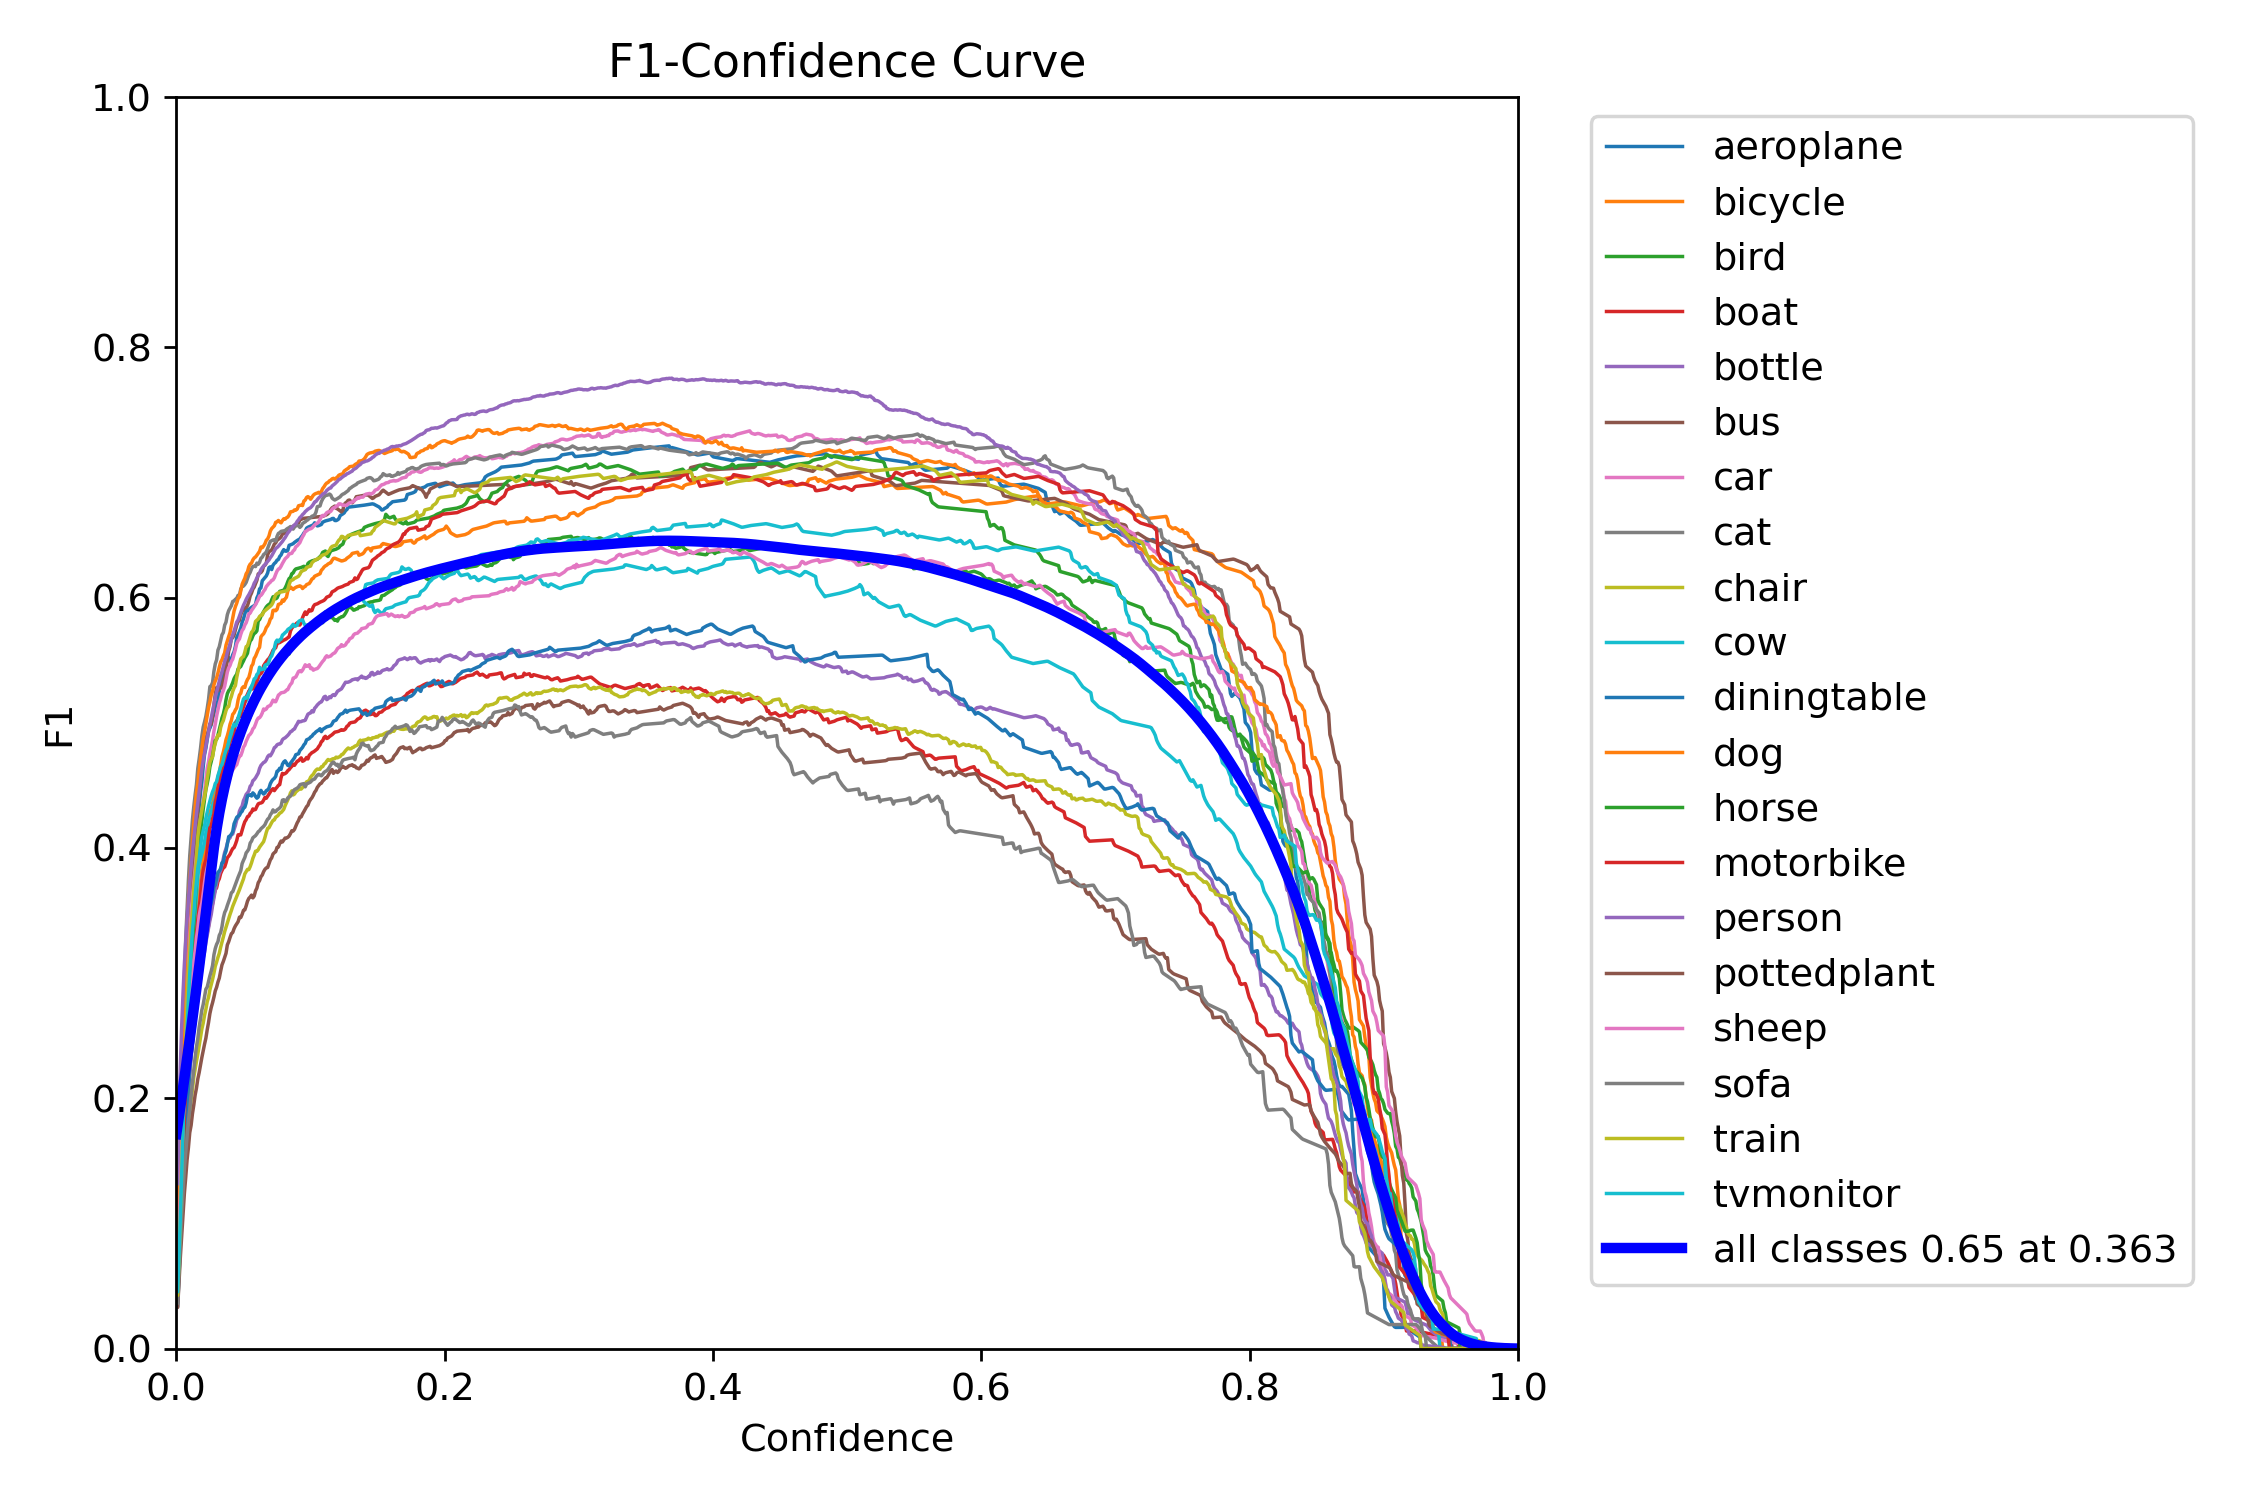 F1-Confidence Curve
1.0
0.8
0.6
0.4
0.2
0.0
F1
0.0 0.2 0.4 0.6 0.8 1.0
Confidence
aeroplane
bicycle
bird
boat
bottle
bus
car
cat
chair
cow
diningtable
dog
horse
motorbike
person
pottedplant
sheep
sofa
train
tvmonitor
all classes 0.65 at 0.363